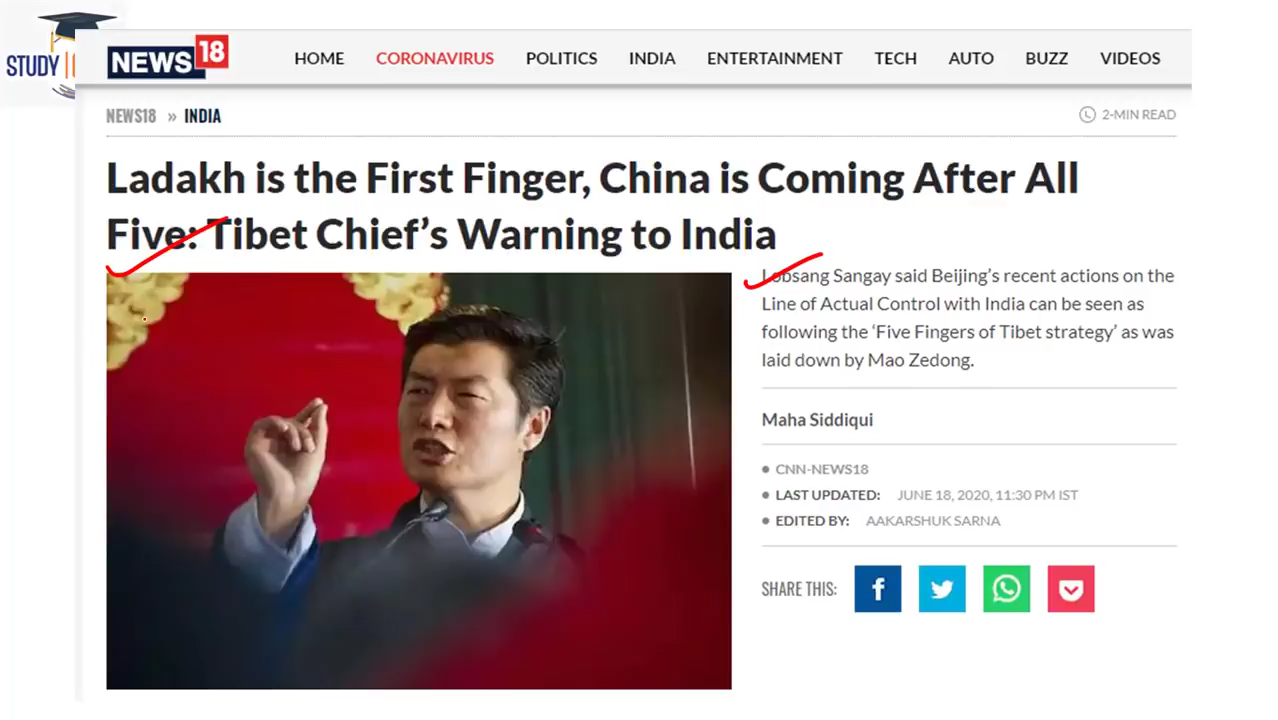 STUDY
NEWS 18
HOME CORONAVIRUS POLITICS INDIA ENTERTAINMENT TECH AUTO BUZZ VIDEOS
NEWS18 » INDIA
2-MIN READ
Ladakh is the First Finger, China is Coming After All
Five: Tibet Chief’s Warning to India
Lobsang Sangay said Beijing’s recent actions on the
Line of Actual Control with India can be seen as
following the ‘Five Fingers of Tibet strategy’ as was
laid down by Mao Zedong.
Maha Siddiqui
CNN-NEWS18
LAST UPDATED: JUNE 18, 2020, 11:30 PM IST
EDITED BY: AAKARSHUK SARNA
SHARE THIS: